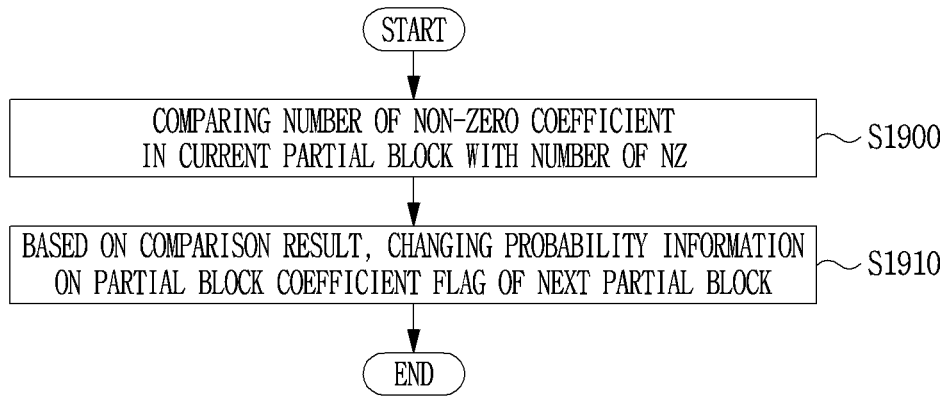 START
COMPARING NUMBER OF NON-ZERO COEFFICIENT
IN CURRENT PARTIAL BLOCK WITH NUMBER OF NZ
S1900
BASED ON COMPARISON RESULT, CHANGING PROBABILITY INFORMATION
ON PARTIAL BLOCK COEFFICIENT FLAG OF NEXT PARTIAL BLOCK
S1910
END